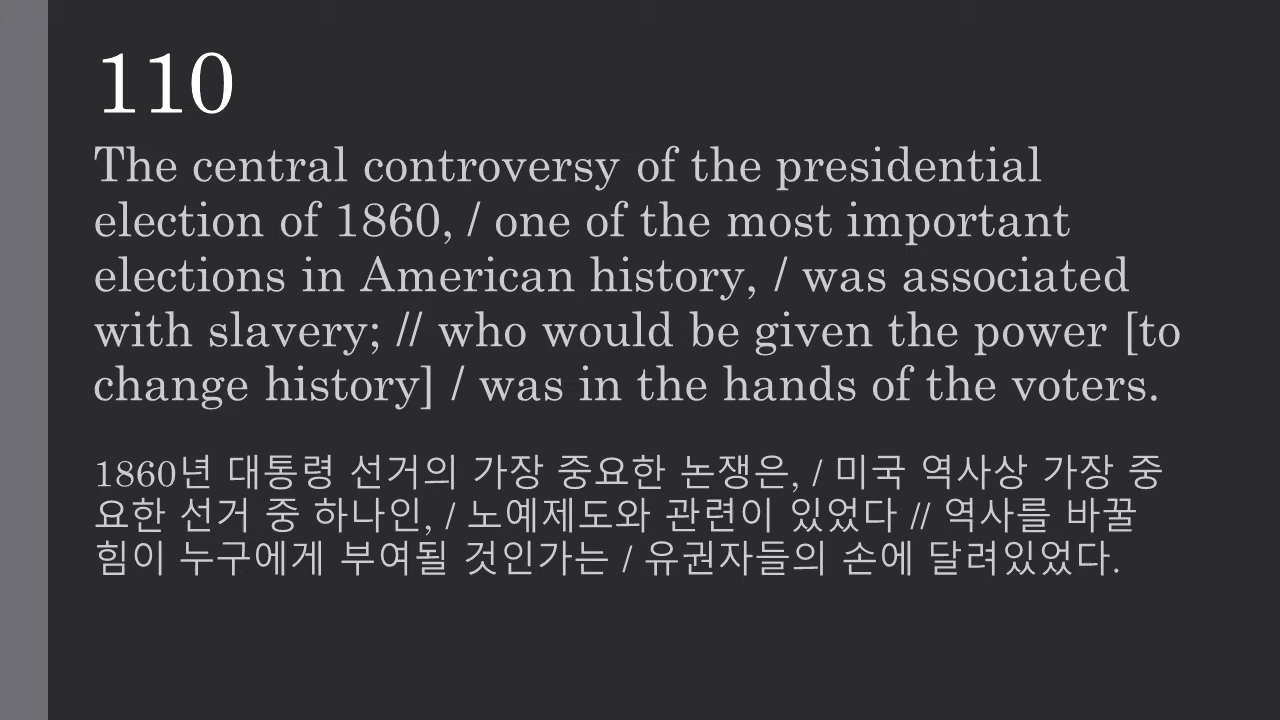 110
The central controversy of the presidential
election of 1860, / one of the most important
elections in American history, / was associated
with slavery; // who would be given the power [to
change history] / was in the hands of the voters.
1860년 대통령 선거의 가장 중요한 논쟁은, / 미국 역사상 가장 중
요한 선거 중 하나인, / 노예제도와 관련이 있었다 // 역사를 바꿀
힘이 누구에게 부여될 것인가는 / 유권자들의 손에 달려있었다.